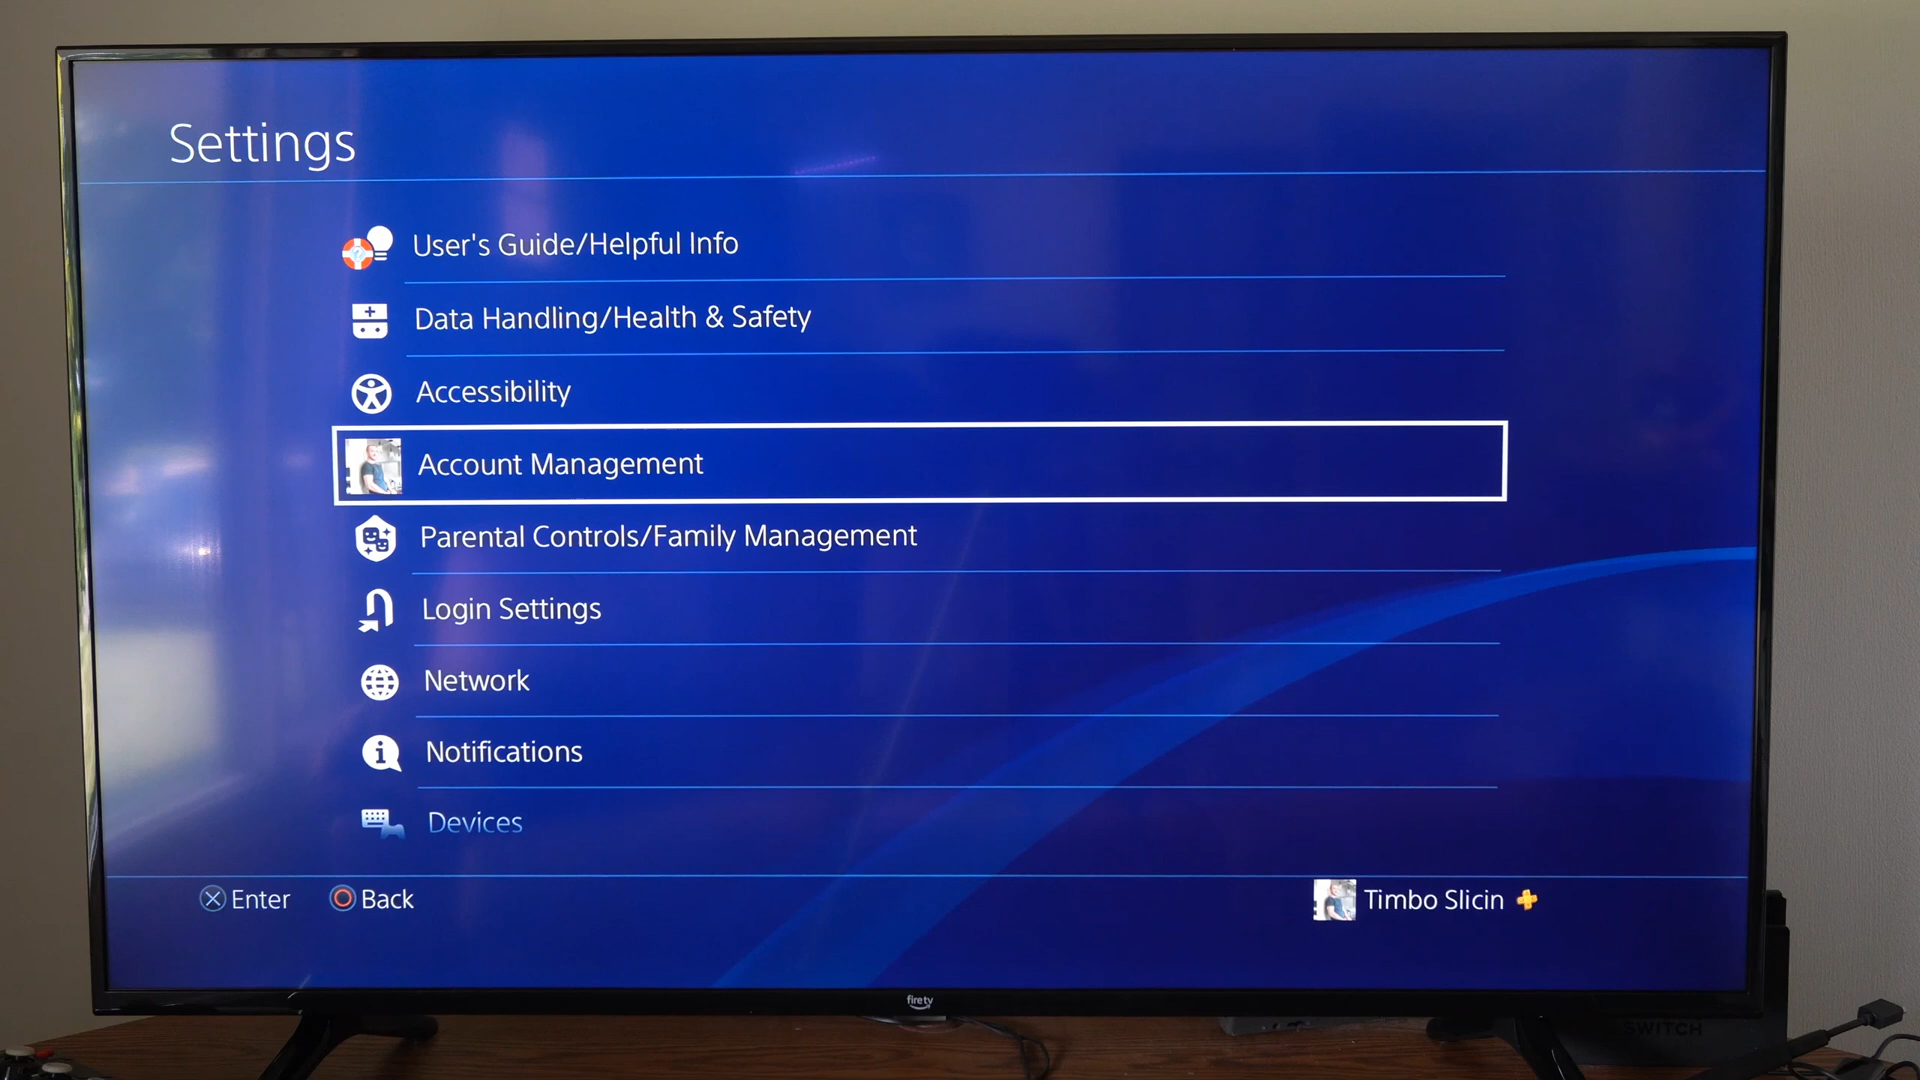 Settings
User's Guide/Helpful Info
Data Handling/Health & Safety
Accessibility
Account Management
Parental Controls/Family Management
Login Settings
Network
Notifications
Devices
Enter
Back
Timbo Slicin
firetv
SWITCH